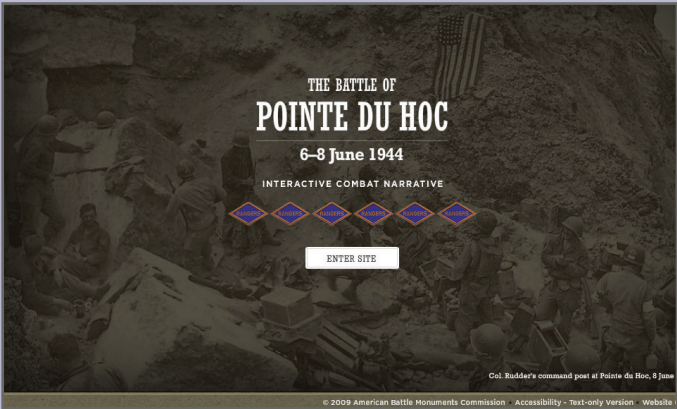 THE BATTLE OF
POINTE DU HOC
6–8 June 1944
INTERACTIVE COMBAT NARRATIVE
RANGERS RANGERS RANGERS RANGERS RANGERS RANGERS
ENTER SITE
Col. Rudder's command post at Pointe du Hoc, 8 June
© 2009 American Battle Monuments Commission • Accessibility - Text-only Version • Website